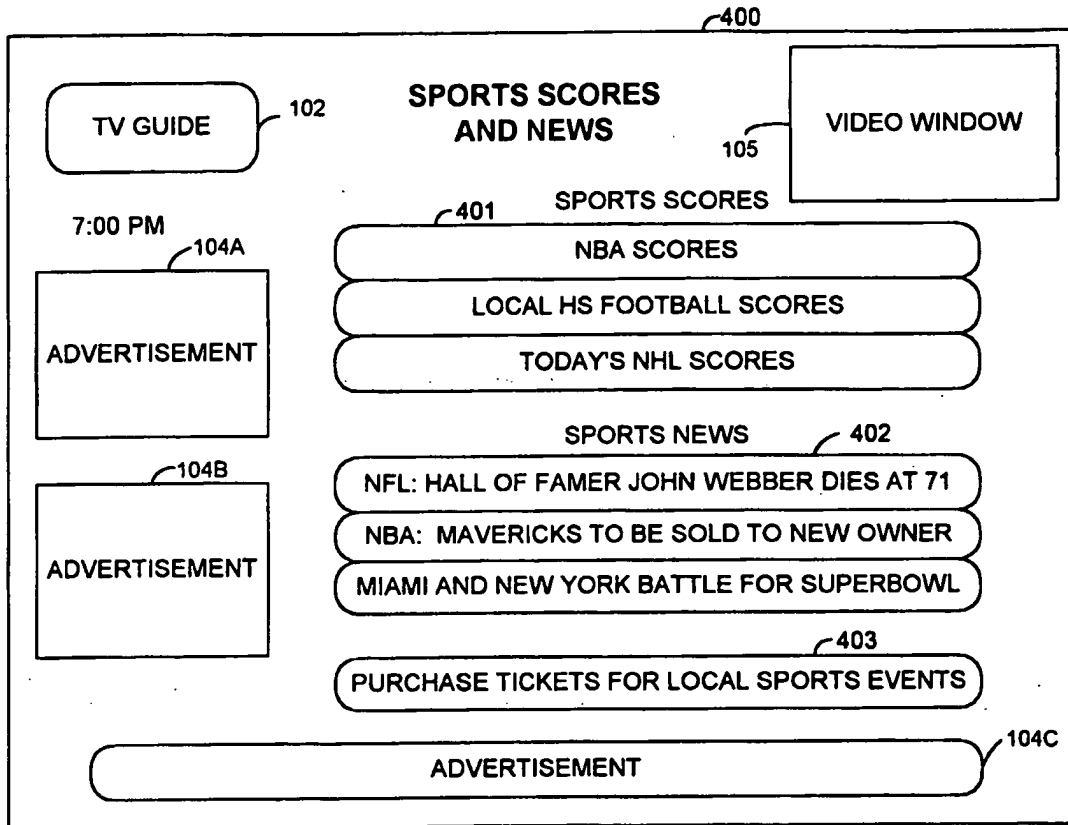 400
TV GUIDE
102
SPORTS SCORES
AND NEWS
105
VIDEO WINDOW
7:00 PM
SPORTS SCORES
401
NBA SCORES
LOCAL HS FOOTBALL SCORES
TODAY'S NHL SCORES
104A
ADVERTISEMENT
SPORTS NEWS
402
NFL: HALL OF FAMER JOHN WEBBER DIES AT 71
NBA: MAVERICKS TO BE SOLD TO NEW OWNER
MIAMI AND NEW YORK BATTLE FOR SUPERBOWL
104B
ADVERTISEMENT
403
PURCHASE TICKETS FOR LOCAL SPORTS EVENTS
ADVERTISEMENT
104C